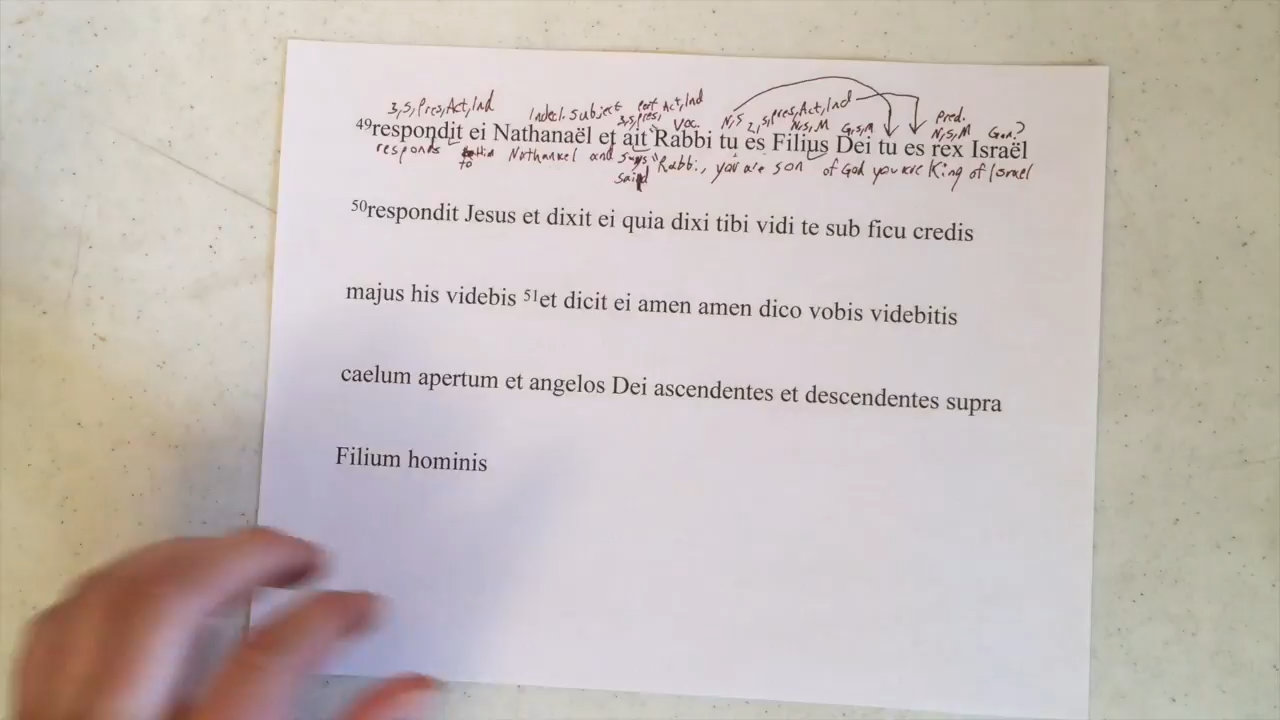 3,S,Pres,Act,Ind Indecl. Subject perf Act,Ind
3,S,pres, Voc. N,S 2,S,pres,Act,Ind N,S,M G,S,M Pred. N,S,M Gen?
49respondit ei Nathanaël et ait Rabbi tu es Filius Dei tu es rex Israël
responds to him Nathanael and says "Rabbi, you are son of God you are King of Israel
said
50respondit Jesus et dixit ei quia dixi tibi vidi te sub ficu credis
majus his videbis 51et dicit ei amen amen dico vobis videbitis
caelum apertum et angelos Dei ascendentes et descendentes supra
Filium hominis